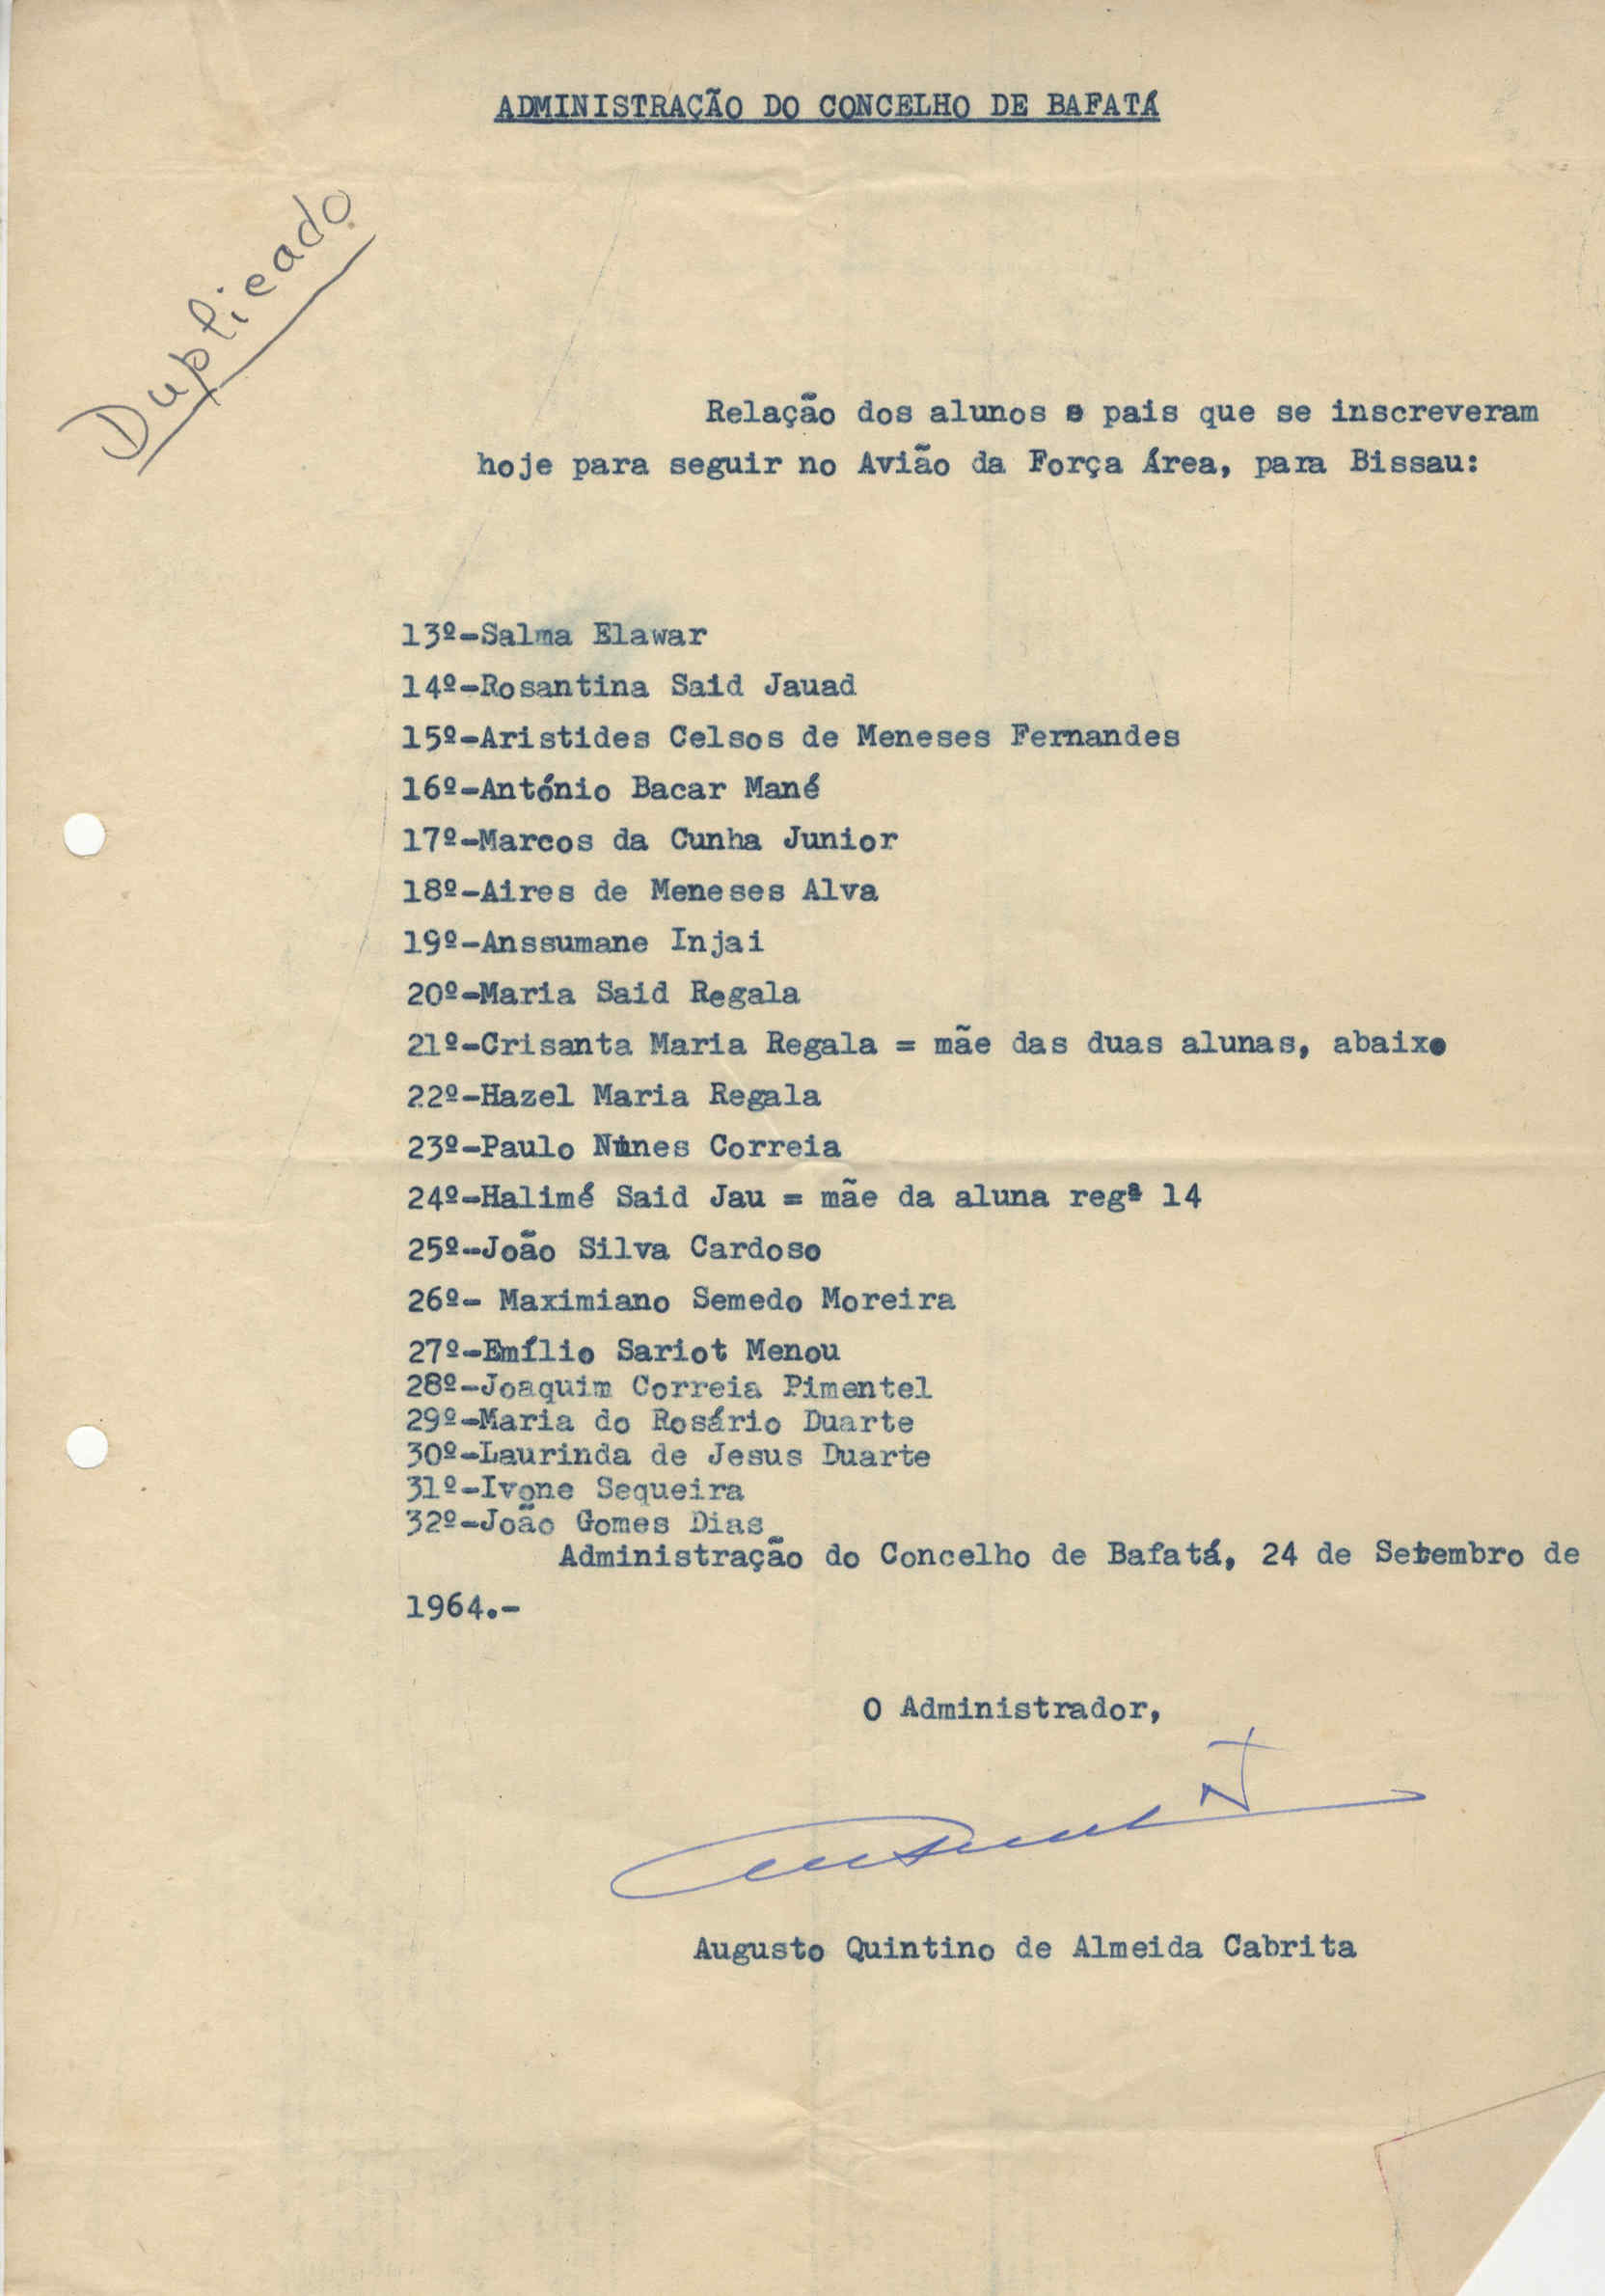 ADMINISTRAÇÃO DO CONCELHO DE BAFATÁ
Duplicado
Relação dos alunos e pais que se inscreveram
hoje para seguir no Avião da Força Área, para Bissau:
13º-Salma Elawar
14º-Rosantina Said Jauad
15º-Aristides Celsos de Meneses Fernandes
16º-António Bacar Mané
17º-Marcos da Cunha Junior
18º-Aires de Meneses Alva
19º-Anssumane Injai
20º-Maria Said Regala
21º-Crisanta Maria Regala = mãe das duas alunas, abaixo
22º-Hazel Maria Regala
23º-Paulo Nunes Correia
24º-Halimé Said Jau = mãe da aluna regª 14
25º-João Silva Cardoso
26º- Maximiano Semedo Moreira
27º-Emílio Sariot Menou
28º-Joaquim Correia Pimentel
29º-Maria do Rosário Duarte
30º-Laurinda de Jesus Duarte
31º-Ivone Sequeira
32º-João Gomes Dias
Administração do Concelho de Bafatá, 24 de Setembro de
1964.-
O Administrador,
Augusto Quintino de Almeida Cabrita